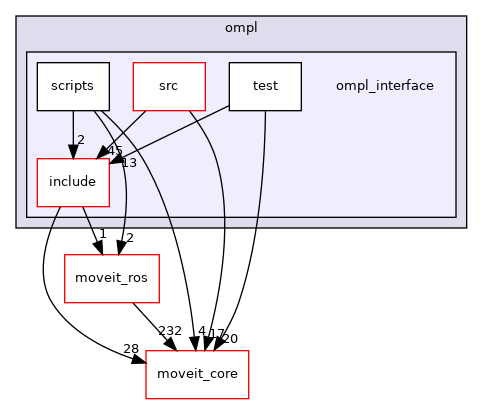 ompl
scripts
src
test
ompl_interface
2
45
13
include
1
2
moveit_ros
232
4
17
20
28
moveit_core